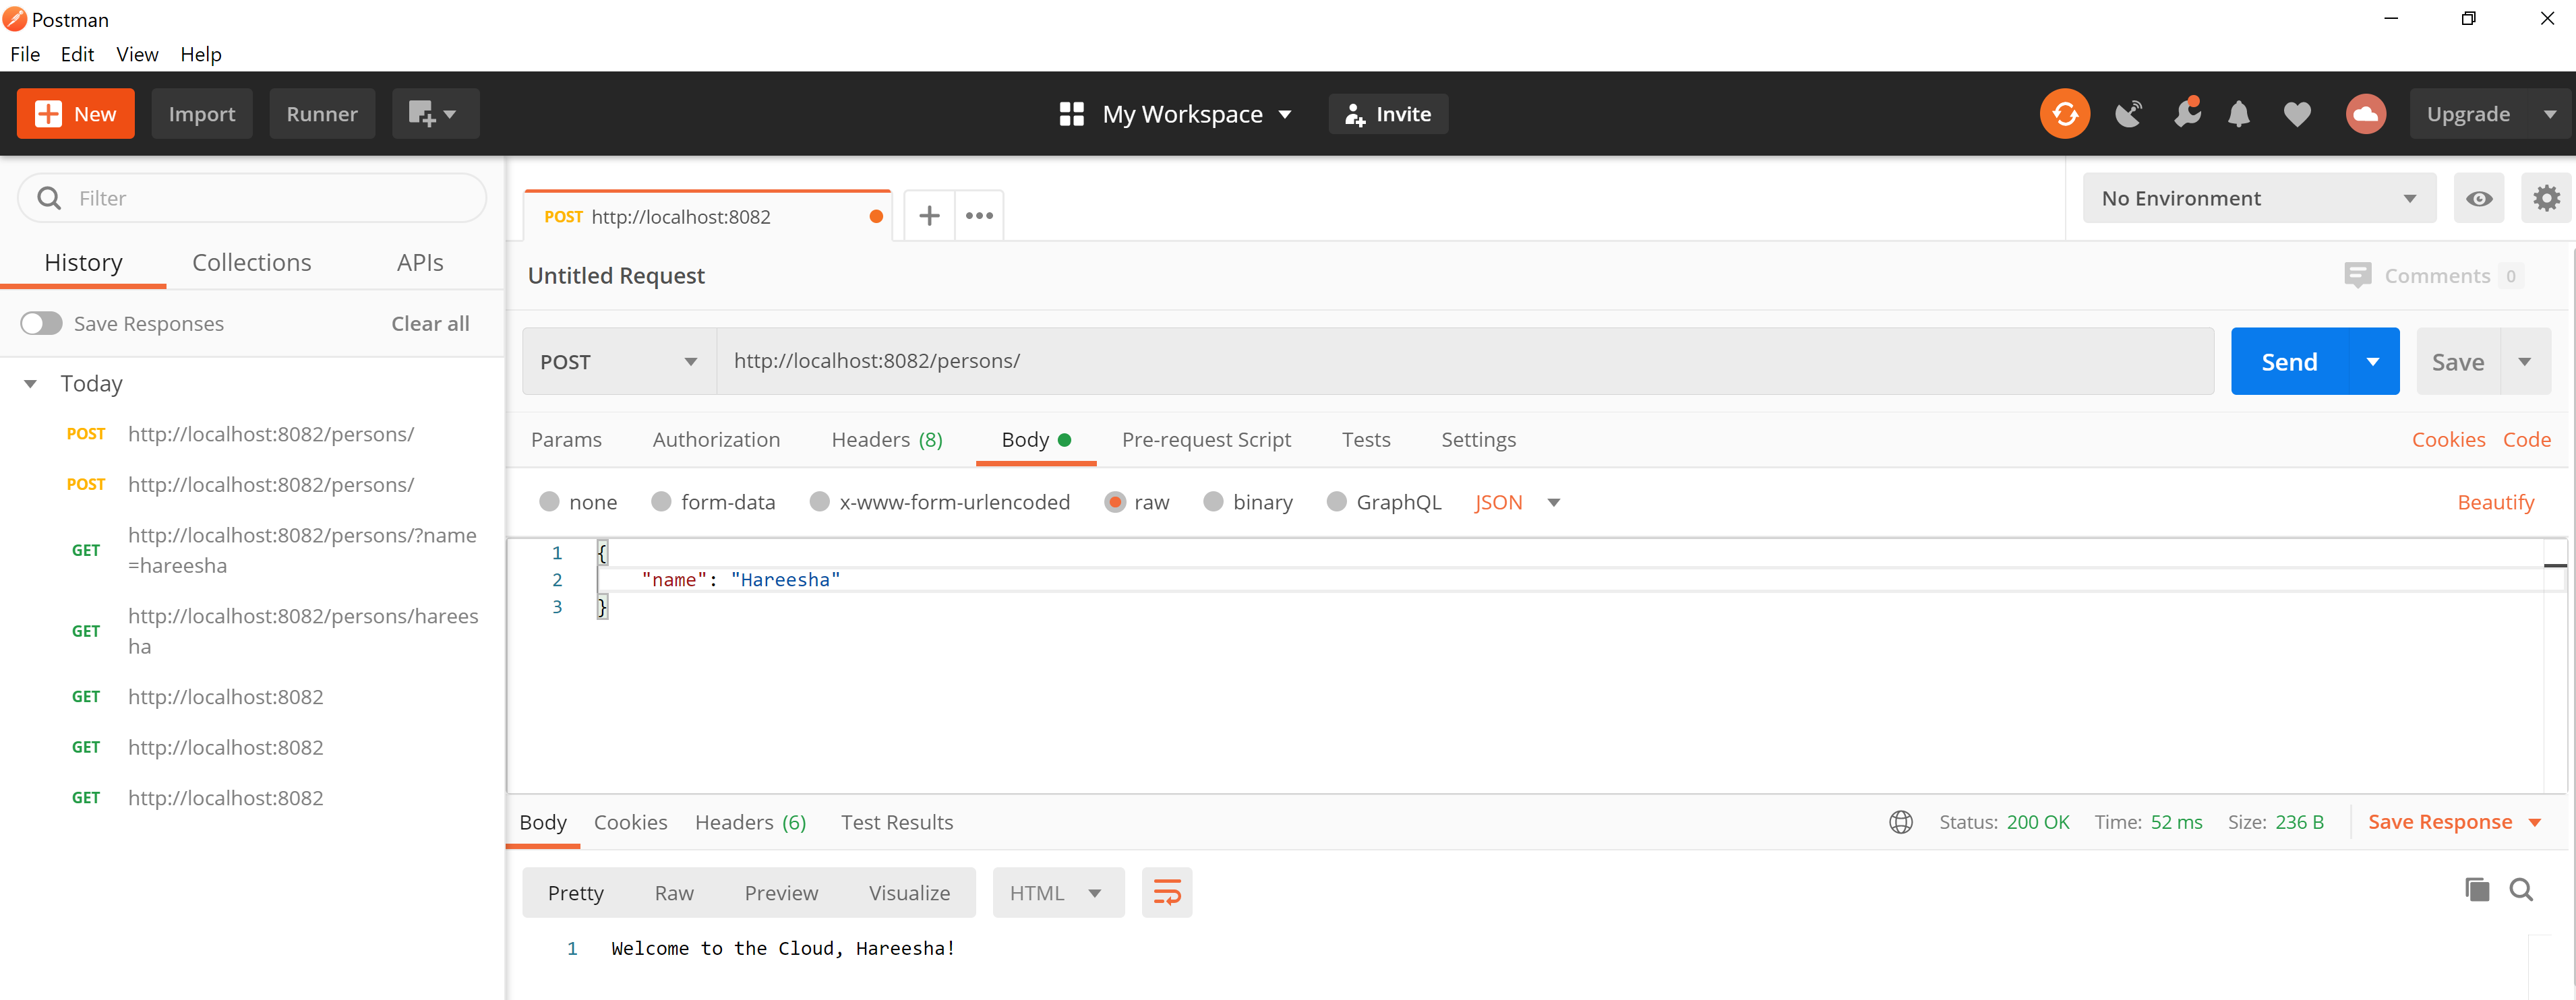 Postman
File Edit View Help
New Import Runner My Workspace Invite Upgrade
Filter
History Collections APIs
Save Responses Clear all
Today
POST http://localhost:8082/persons/
POST http://localhost:8082/persons/
GET http://localhost:8082/persons/?name
=hareesha
GET http://localhost:8082/persons/harees
ha
GET http://localhost:8082
GET http://localhost:8082
GET http://localhost:8082
POST http://localhost:8082
No Environment
Untitled Request Comments 0
POST http://localhost:8082/persons/ Send Save
Params Authorization Headers (8) Body Pre-request Script Tests Settings Cookies Code
none form-data x-www-form-urlencoded raw binary GraphQL JSON Beautify
1 {
2 "name": "Hareesha"
3 }
Body Cookies Headers (6) Test Results Status: 200 OK Time: 52 ms Size: 236 B Save Response
Pretty Raw Preview Visualize HTML
1 Welcome to the Cloud, Hareesha!